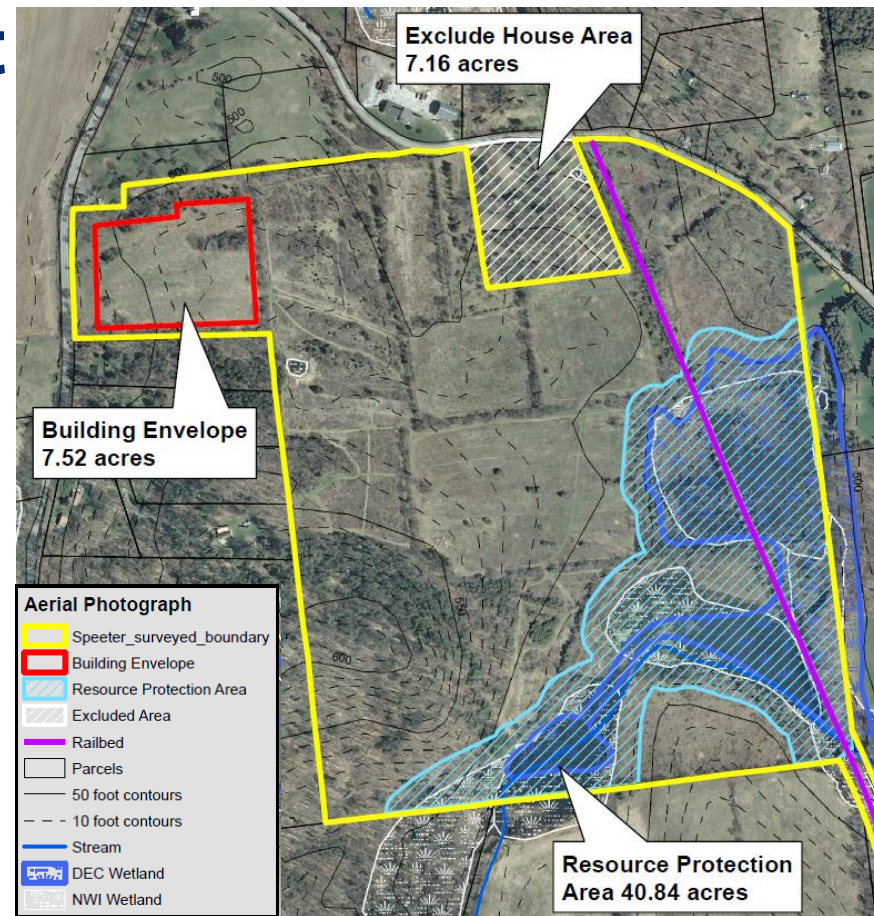 t
Exclude House Area
7.16 acres
500
500
500
Building Envelope
7.52 acres
500
550
600
Aerial Photograph
Speeter_surveyed_boundary
Building Envelope
Resource Protection Area
Excluded Area
Railbed
Parcels
50 foot contours
10 foot contours
Stream
DEC Wetland
NWI Wetland
Resource Protection
Area 40.84 acres